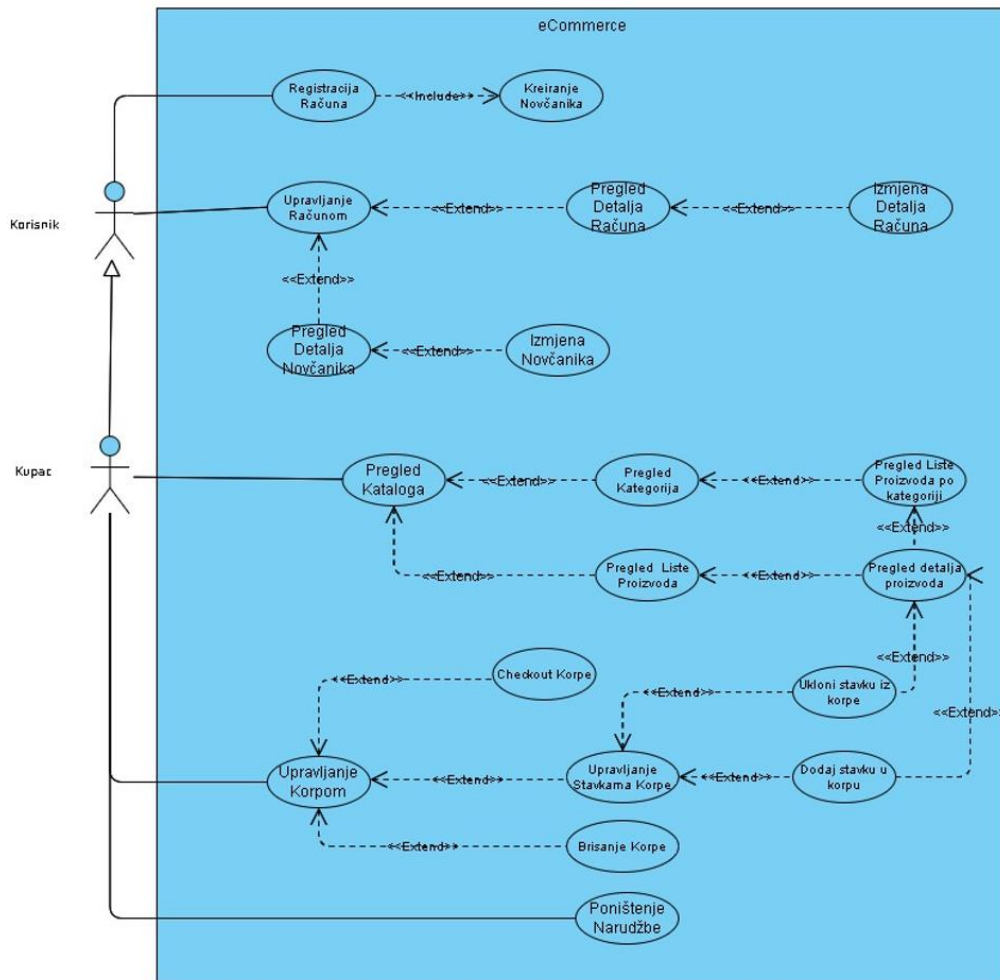 eCommerce
Registracija
Računa
<<Include>>
Kreiranje
Novčanika
Korisnik
Upravljanje
Računom
<<Extend>>
Pregled
Detalja
Računa
<<Extend>>
Izmjena
Detalja
Računa
<<Extend>>
Pregled
Detalja
Novčanika
<<Extend>>
Izmjena
Novčanika
Kupac
Pregled
Kataloga
<<Extend>>
Pregled
Kategorija
<<Extend>>
Pregled Liste
Proizvoda po
kategoriji
<<Extend>>
<<Extend>>
Pregled Liste
Proizvoda
<<Extend>>
Pregled detalja
proizvoda
<<Extend>>
<<Extend>>
Checkout Korpe
<<Extend>>
Ukloni stavku iz
korpe
<<Extend>>
Upravljanje
Korpom
<<Extend>>
Upravljanje
Stavkama Korpe
<<Extend>>
Dodaj stavku u
korpu
<<Extend>>
Brisanje Korpe
Poništenje
Narudžbe